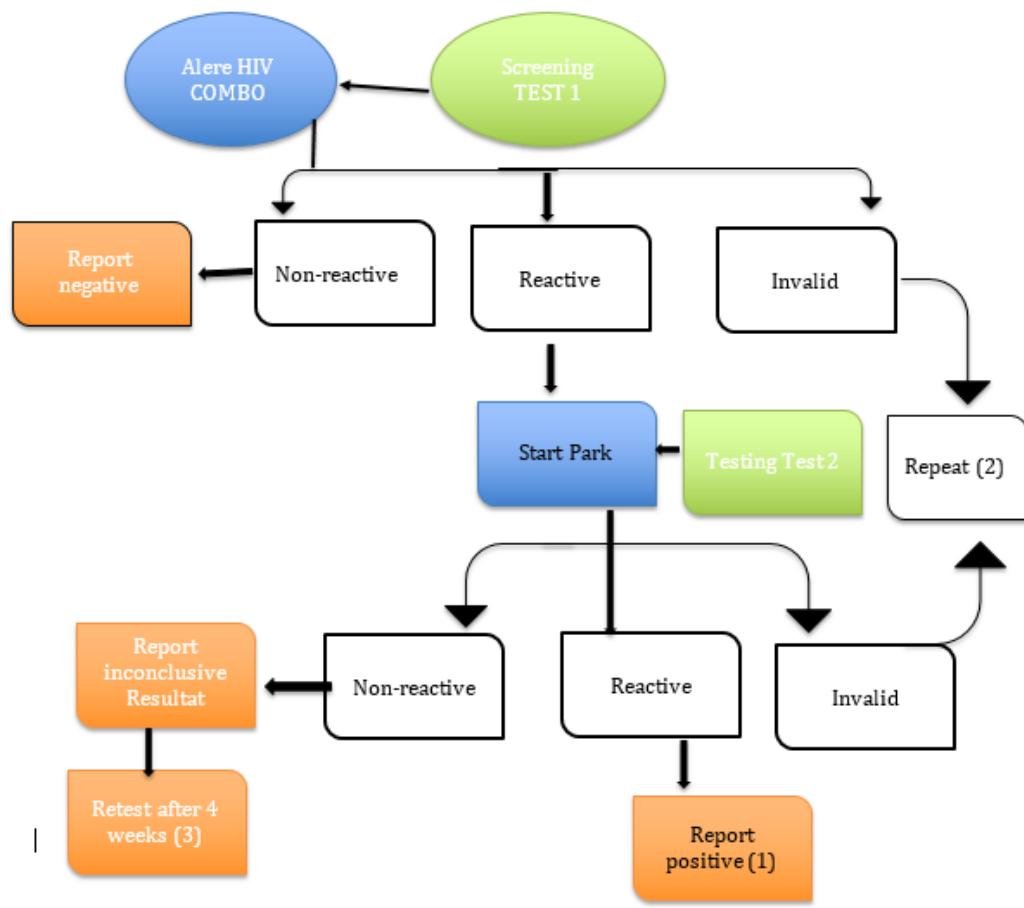 Alere HIV
COMBO
Screening
TEST 1
Report
negative
Non-reactive
Reactive
Invalid
Start Park
Testing Test 2
Repeat (2)
Report
inconclusive
Resultat
Non-reactive
Reactive
Invalid
Retest after 4
weeks (3)
Report
positive (1)